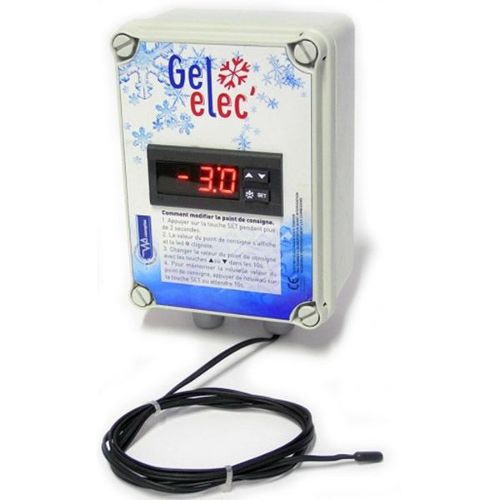 Gel
elec'
- 3.0
SET
Comment modifier le point de consigne.
1. Appuyer sur la touche SET pendant plus
de 2 secondes.
2. La valeur du point de consigne s'affiche
et la led clignote.
3. Changer la valeur du point de consigne
avec les touches ▲ ou ▼ dans les 10s.
4. Pour mémoriser la nouvelle valeur du
point de consigne, appuyer de nouveau sur
la touche SET ou attendre 10s.
CE